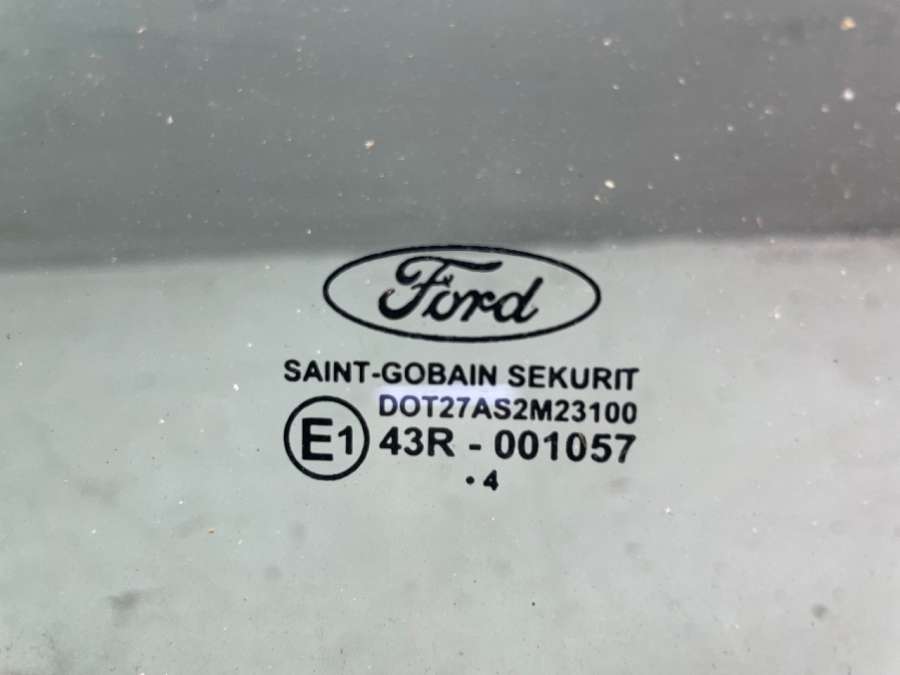 Ford
SAINT-GOBAIN SEKURIT
DOT27AS2M23100
E1 43R - 001057
.4